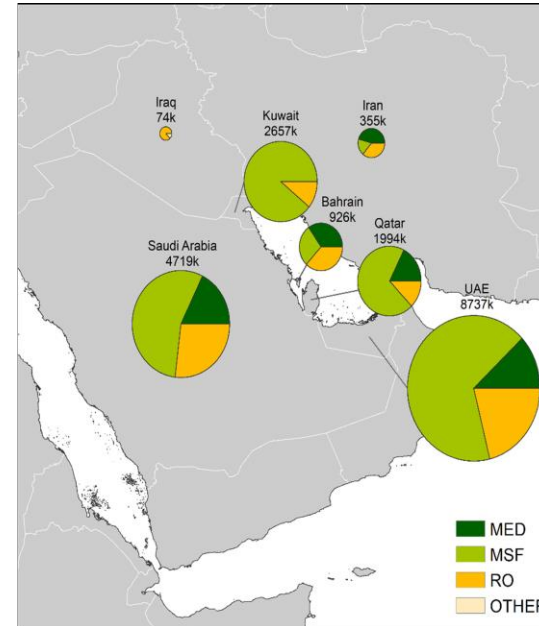 Iraq
74k
Kuwait
2657k
Iran
355k
Bahrain
926k
Qatar
1994k
Saudi Arabia
4719k
UAE
8737k
MED
MSF
RO
OTHER